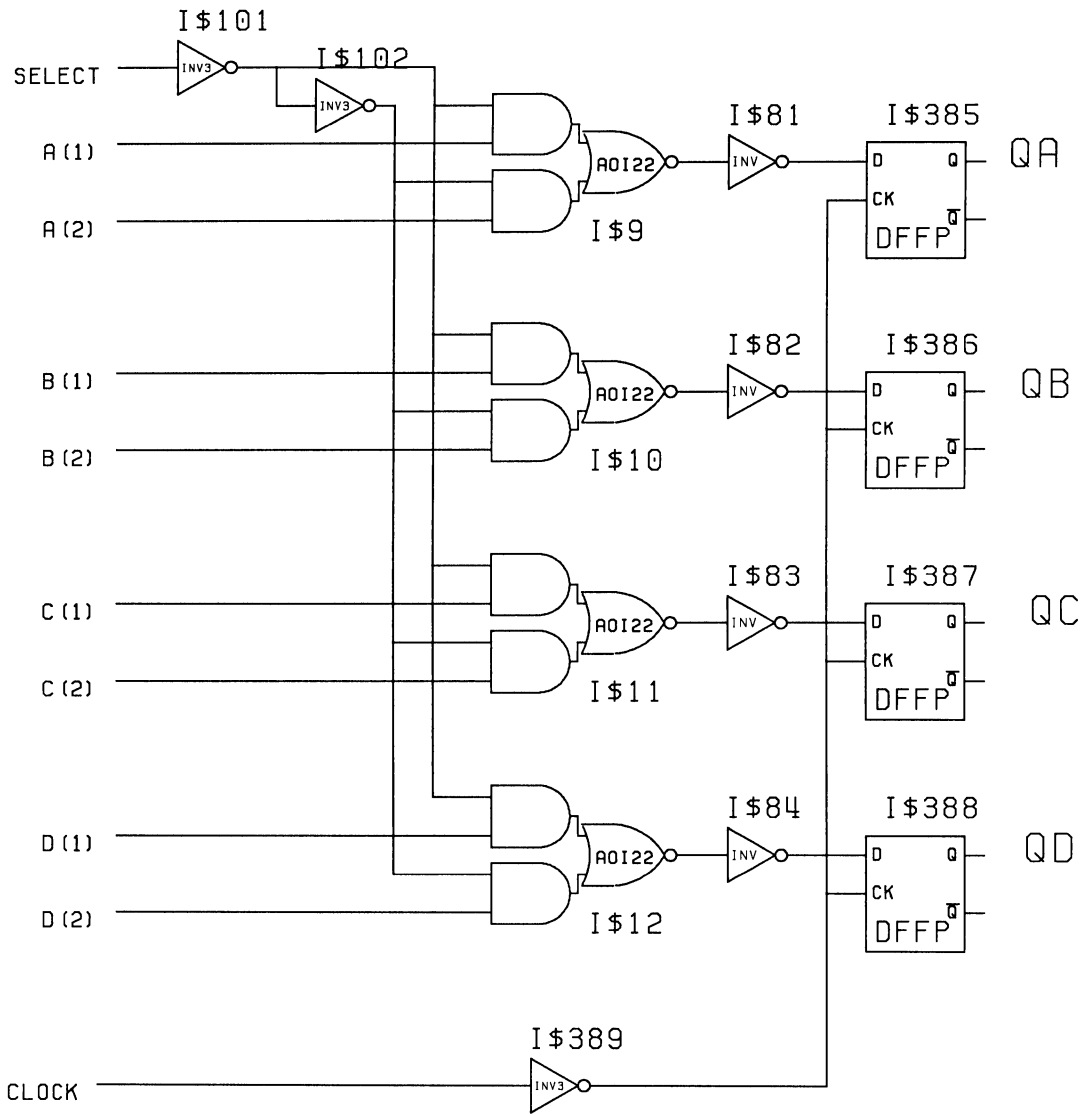 I$101
I$102
SELECT
INV3
INV3
A(1)
A(2)
AOI22
I$9
I$81
INV
I$385
D Q
CK
Q̅
DFFP
QA
B(1)
B(2)
AOI22
I$10
I$82
INV
I$386
D Q
CK
Q̅
DFFP
QB
C(1)
C(2)
AOI22
I$11
I$83
INV
I$387
D Q
CK
Q̅
DFFP
QC
D(1)
D(2)
AOI22
I$12
I$84
INV
I$388
D Q
CK
Q̅
DFFP
QD
I$389
CLOCK
INV3